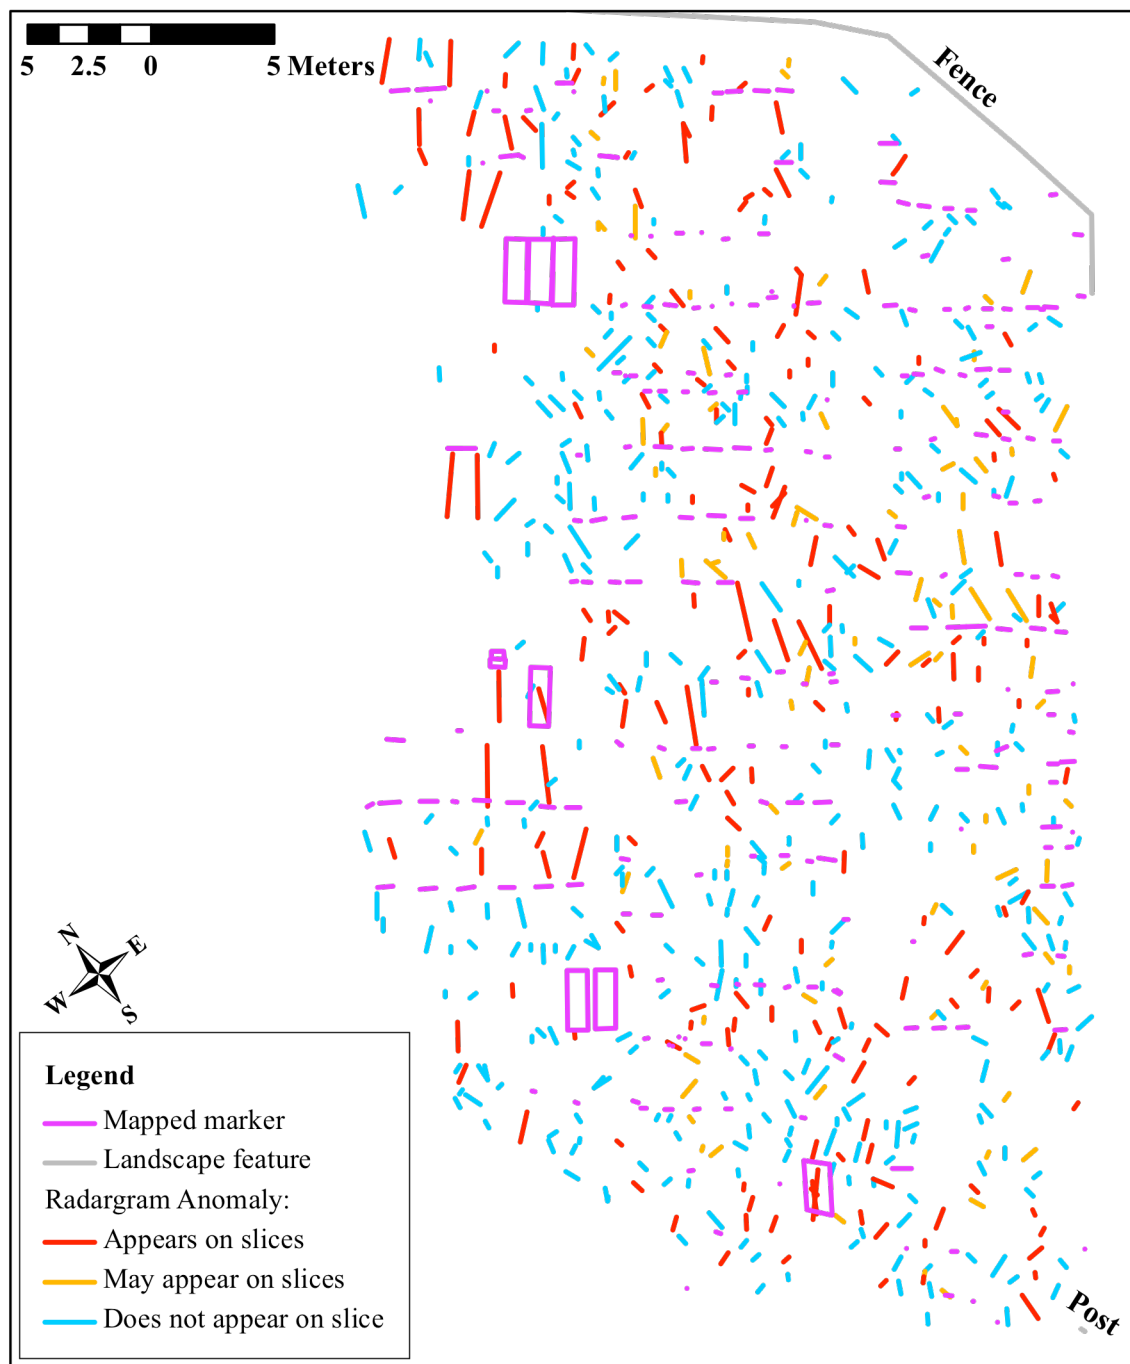 5 2.5 0 5 Meters
Fence
N
E
W
S
Legend
Mapped marker
Landscape feature
Radargram Anomaly:
Appears on slices
May appear on slices
Does not appear on slice
Post